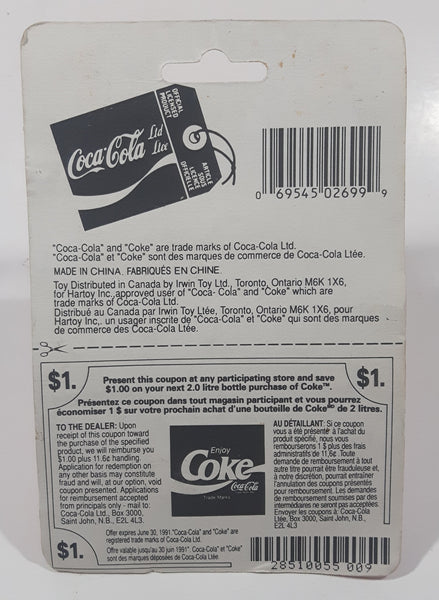 OFFICIAL
LICENSED
PRODUCT
Coca-Cola Ltd
Ltée
ARTICLE
SOUS
LICENCE
OFFICIELLE
0 69545 02699 9
"Coca-Cola" and "Coke" are trade marks of Coca-Cola Ltd.
"Coca-Cola" et "Coke" sont des marques de commerce de Coca-Cola Ltée.
MADE IN CHINA. FABRIQUÉS EN CHINE.
Toy Distributed in Canada by Irwin Toy Ltd., Toronto, Ontario M6K 1X6,
for Hartoy Inc.,approved user of "Coca- Cola" and "Coke" which are
trade marks of Coca-Cola Ltd.
Distribué au Canada par Irwin Toy Ltée, Toronto, Ontario M6K 1X6, pour
Hartoy Inc., un usager inscrite de "Coca-Cola" et "Coke" qui sont des marques
de commerce des Coca-Cola Ltée.
$1.
Present this coupon at any participating store and save
$1.00 on your next 2.0 litre bottle purchase of Coke™.
$1.
Présentez ce coupon dans tout magasin participant et vous pourrez
économiser 1 $ sur votre prochain achat d'une bouteille de Coke® de 2 litres.
TO THE DEALER: Upon
receipt of this coupon toward
the purchase of the specified
product, we will reimburse you
$1.00 plus 11.6¢ handling.
Application for redemption on
any other basis may constitute
fraud and will, at our option, void
coupon presented. Applications
for reimbursement accepted
from principals only - mail to:
Coca-Cola Ltd., Box 3000,
Saint John, N.B., E2L 4L3.
Enjoy
Coke
Coca-Cola
Trade Marks
AU DÉTAILLANT: Si ce coupon
vous a été présenté à l'achat du
produit spécifié, nous vous
rembourserons 1 $ plus des frais
administratifs de 11,6¢. Toute
demande de remboursement à tout
autre titre pourrait être frauduleuse et,
à notre discrétion, pourrait entraîner
l'annulation des coupons présentés
pour remboursement. Les demandes
de remboursement soumises par des
intermédiaires ne seront pas acceptées.
Envoyer les coupons à: Coca-Cola
Ltée, Box 3000, Saint John, N.B.,
E2L 4L3
$1.
Offer expires June 30, 1991 "Coca-Cola" and "Coke" are
registered trade marks of Coca-Cola Ltd.
Offre valable jusqu'au 30 juin 1991. Coca-Cola" et "Coke"
sont des marques déposées de Coca-Cola Ltée.
28510055 009